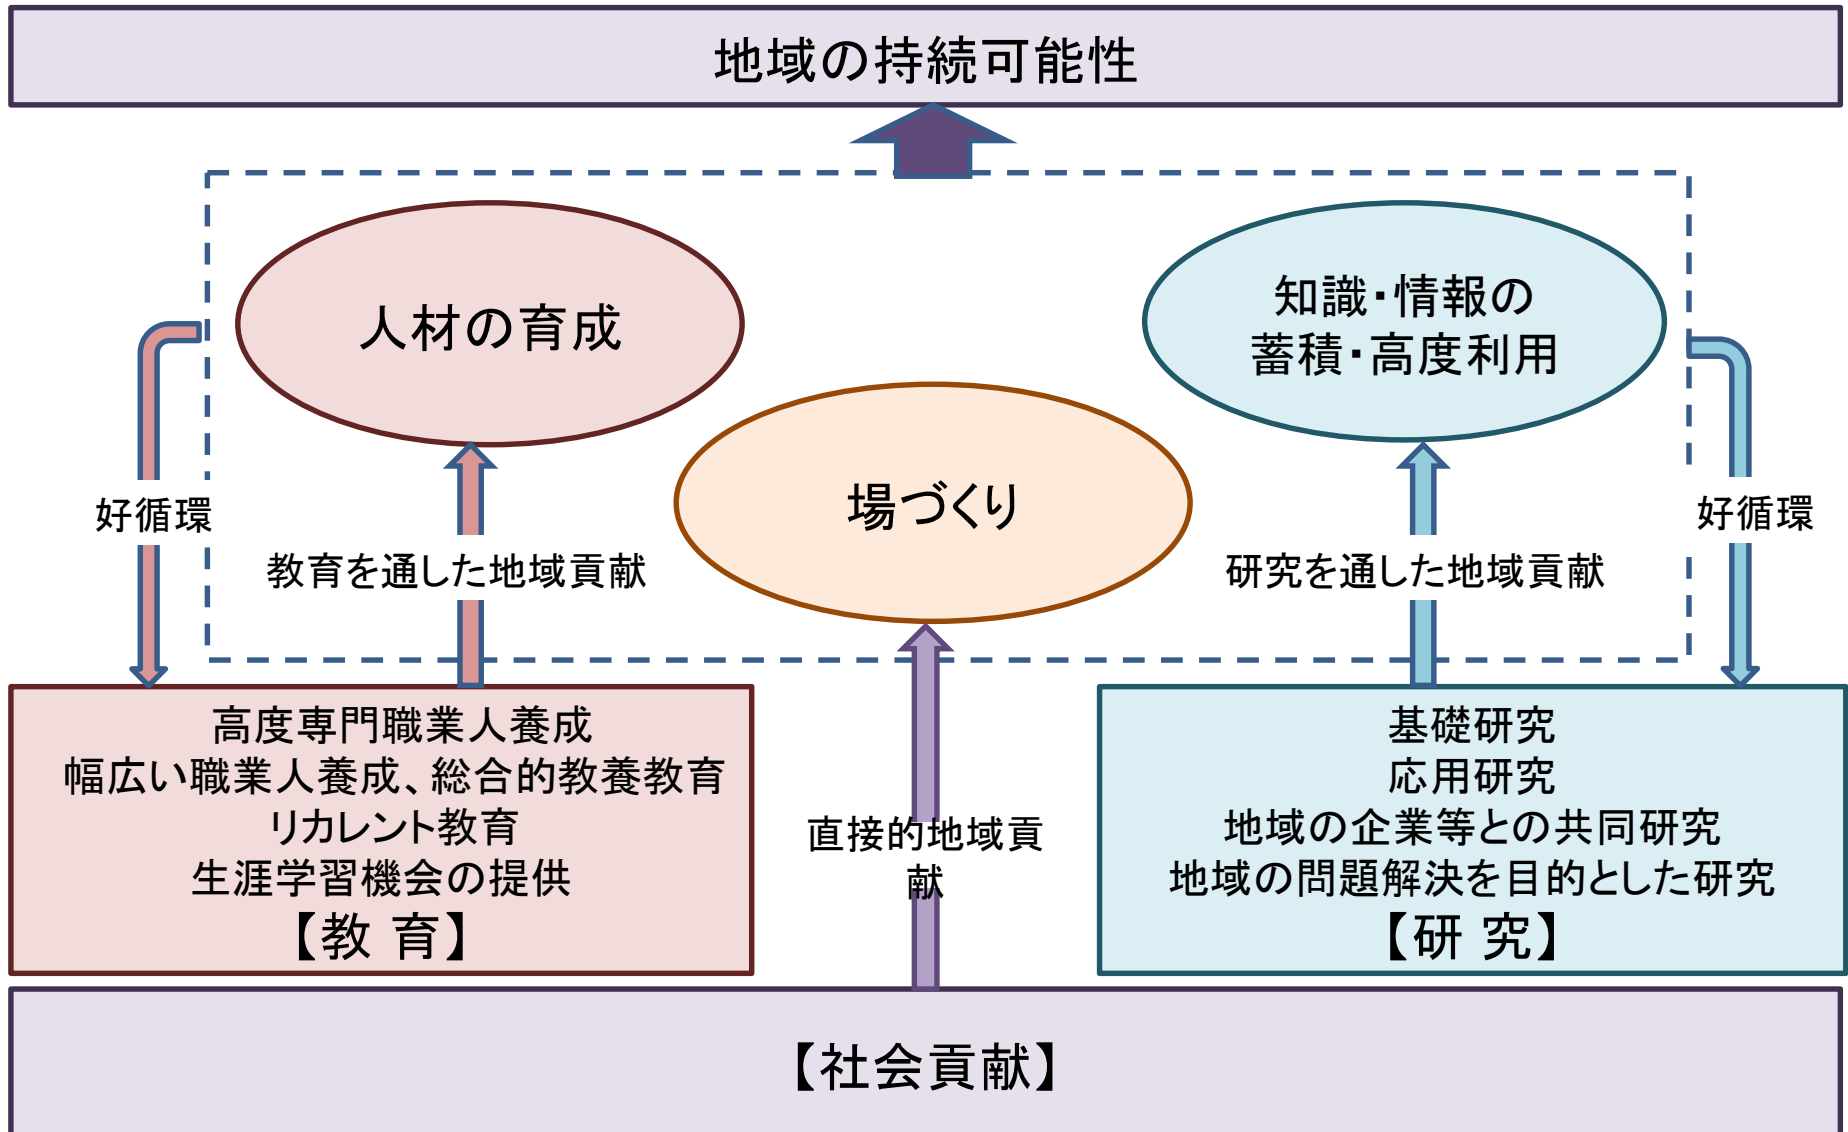 地域の持続可能性
人材の育成
知識・情報の
蓄積・高度利用
場づくり
好循環
好循環
教育を通した地域貢献
研究を通した地域貢献
高度専門職業人養成
幅広い職業人養成、総合的教養教育
リカレント教育
生涯学習機会の提供
【教 育】
直接的地域貢
献
基礎研究
応用研究
地域の企業等との共同研究
地域の問題解決を目的とした研究
【研 究】
【社会貢献】